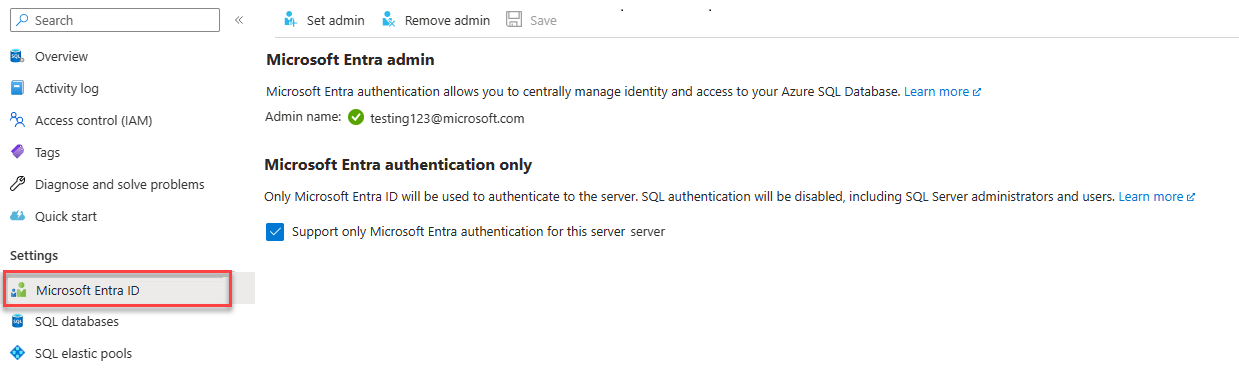 Search
Overview
Activity log
Access control (IAM)
Tags
Diagnose and solve problems
Quick start
Settings
Microsoft Entra ID
SQL databases
SQL elastic pools
Set admin Remove admin Save
Microsoft Entra admin
Microsoft Entra authentication allows you to centrally manage identity and access to your Azure SQL Database. Learn more
Admin name: testing123@microsoft.com
Microsoft Entra authentication only
Only Microsoft Entra ID will be used to authenticate to the server. SQL authentication will be disabled, including SQL Server administrators and users. Learn more
Support only Microsoft Entra authentication for this server server